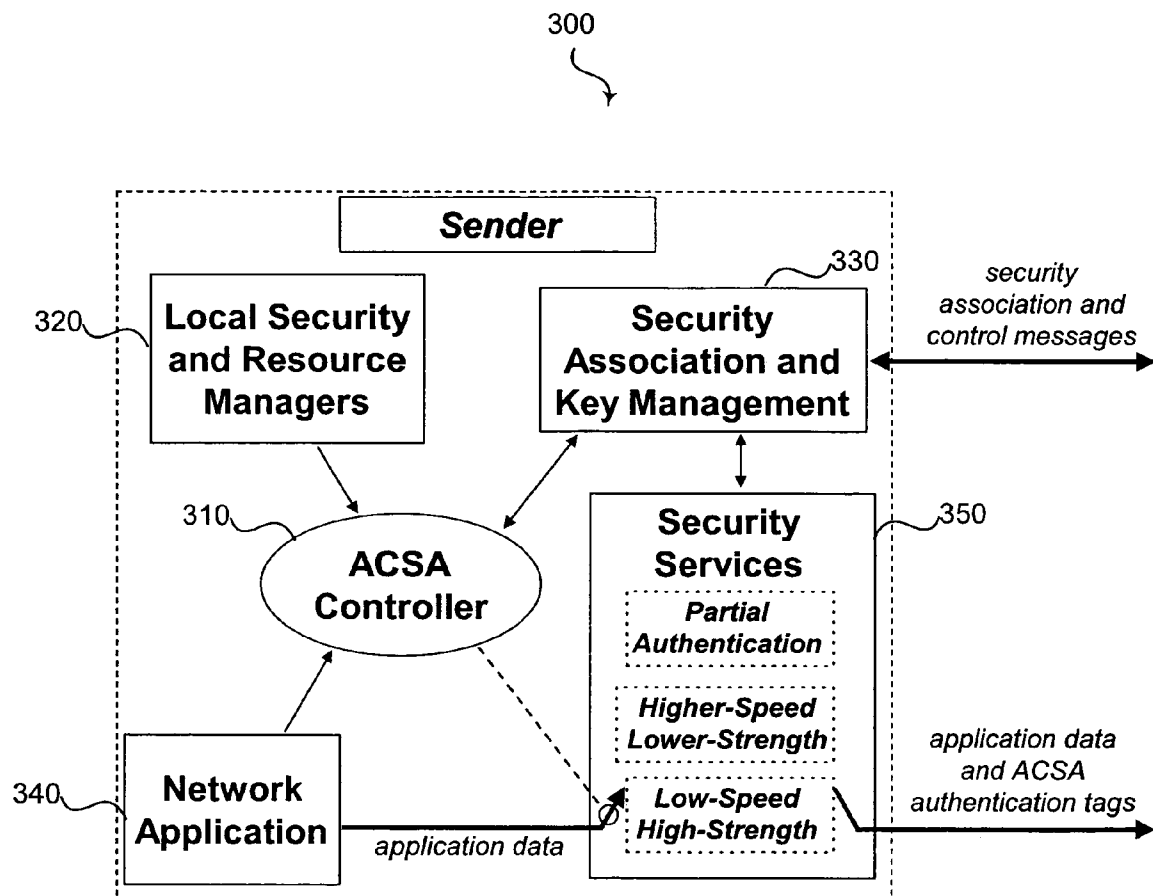 300
Sender
330
security
association and
control messages
320
Local Security
and Resource
Managers
Security
Association and
Key Management
310
ACSA
Controller
350
Security
Services
Partial
Authentication
Higher-Speed
Lower-Strength
Low-Speed
High-Strength
340
Network
Application
application data
application data
and ACSA
authentication tags